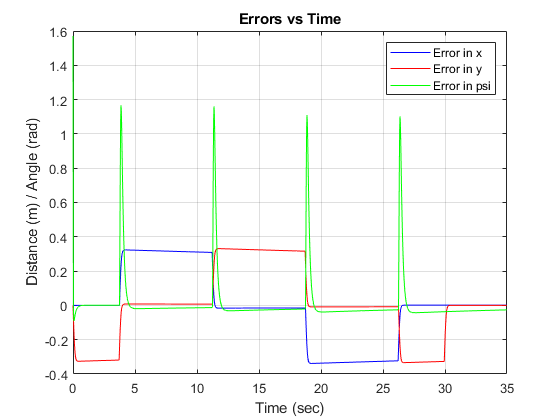 Errors vs Time
Error in x
Error in y
Error in psi
Distance (m) / Angle (rad)
1.6
1.4
1.2
1
0.8
0.6
0.4
0.2
0
-0.2
-0.4
0 5 10 15 20 25 30 35
Time (sec)